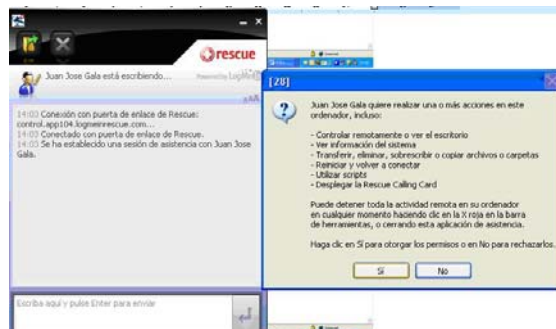 rescue
Juan Jose Gala está escribiendo...
Powered by LogMeIn
14:03 Conexión con puerta de enlace de Rescue:
control.app104.logmeinrescue.com...
14:03 Conectado con puerta de enlace de Rescue.
14:03 Se ha establecido una sesión de asistencia con Juan Jose
Gala.
Escriba aquí y pulse Enter para enviar
[28]
Juan Jose Gala quiere realizar una o más acciones en este
ordenador, incluso:
- Controlar remotamente o ver el escritorio
- Ver información del sistema
- Transferir, eliminar, sobrescribir o copiar archivos o carpetas
- Reiniciar y volver a conectar
- Utilizar scripts
- Desplegar la Rescue Calling Card
Puede detener toda la actividad remota en su ordenador
en cualquier momento haciendo clic en la X roja en la barra
de herramientas, o cerrando esta aplicación de asistencia.
Haga clic en Sí para otorgar los permisos o en No para rechazarlos.
Sí
No